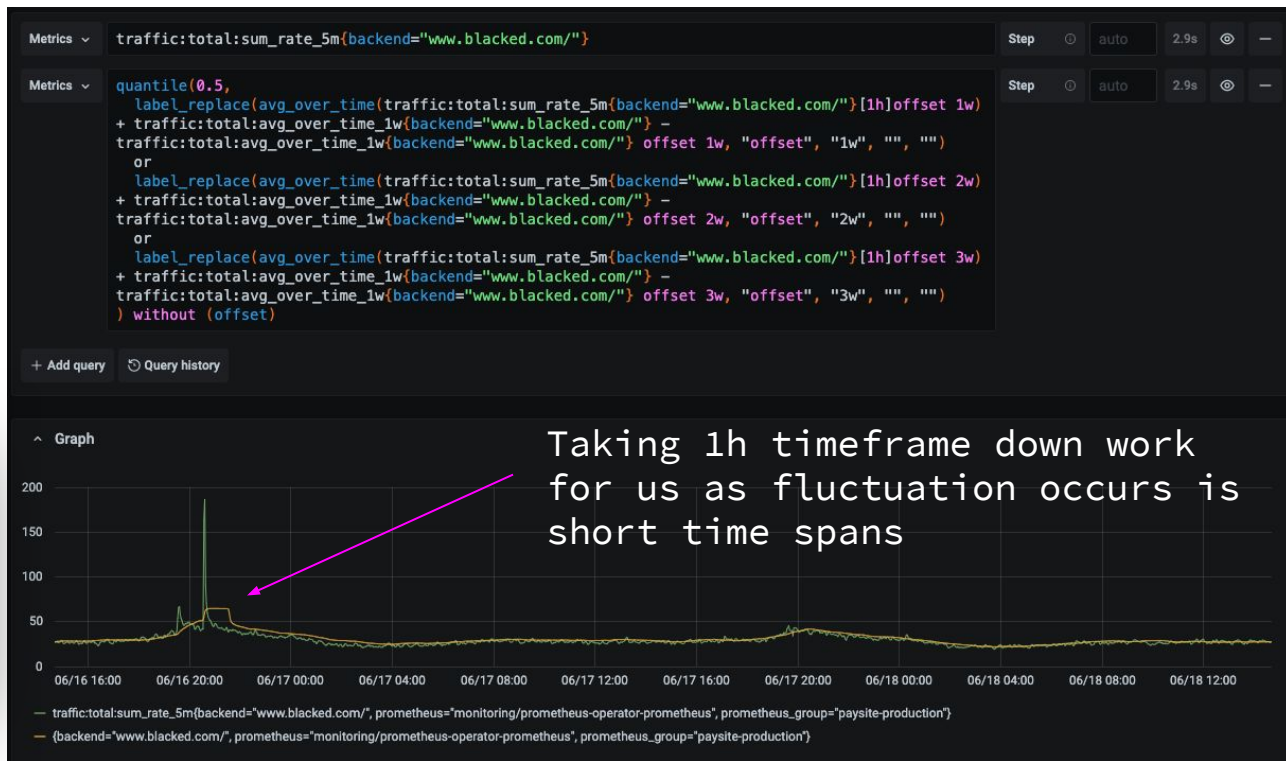 Metrics traffic:total:sum_rate_5m{backend="www.blacked.com/"} Step auto 2.9s
Metrics quantile(0.5, Step auto 2.9s
label_replace(avg_over_time(traffic:total:sum_rate_5m{backend="www.blacked.com/"}[1h]offset 1w)
+ traffic:total:avg_over_time_1w{backend="www.blacked.com/"} –
traffic:total:avg_over_time_1w{backend="www.blacked.com/"} offset 1w, "offset", "1w", "", "")
or
label_replace(avg_over_time(traffic:total:sum_rate_5m{backend="www.blacked.com/"}[1h]offset 2w)
+ traffic:total:avg_over_time_1w{backend="www.blacked.com/"} –
traffic:total:avg_over_time_1w{backend="www.blacked.com/"} offset 2w, "offset", "2w", "", "")
or
label_replace(avg_over_time(traffic:total:sum_rate_5m{backend="www.blacked.com/"}[1h]offset 3w)
+ traffic:total:avg_over_time_1w{backend="www.blacked.com/"} –
traffic:total:avg_over_time_1w{backend="www.blacked.com/"} offset 3w, "offset", "3w", "", "")
) without (offset)
+ Add query Query history
Graph
Taking 1h timeframe down work
for us as fluctuation occurs is
short time spans
200
150
100
50
0
06/16 16:00 06/16 20:00 06/17 00:00 06/17 04:00 06/17 08:00 06/17 12:00 06/17 16:00 06/17 20:00 06/18 00:00 06/18 04:00 06/18 08:00 06/18 12:00
traffic:total:sum_rate_5m{backend="www.blacked.com/", prometheus="monitoring/prometheus-operator-prometheus", prometheus_group="paysite-production"}
{backend="www.blacked.com/", prometheus="monitoring/prometheus-operator-prometheus", prometheus_group="paysite-production"}